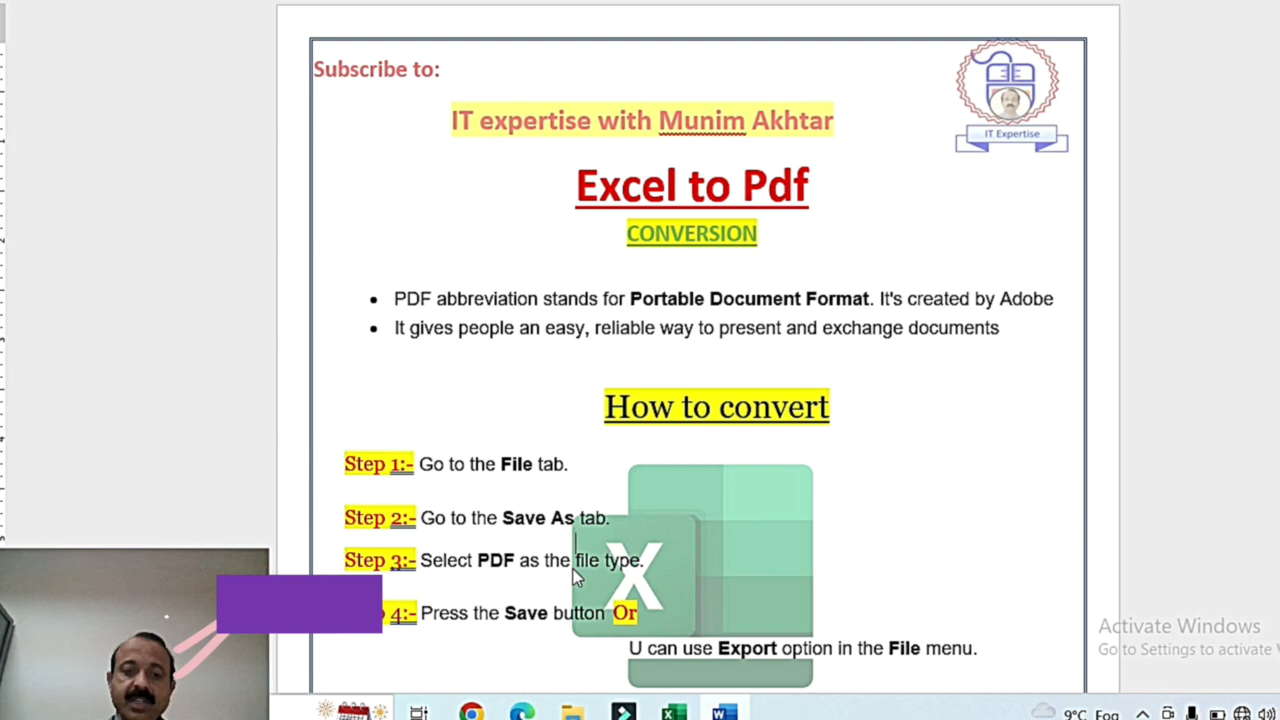 Subscribe to:
IT expertise with Munim Akhtar
IT Expertise
Excel to Pdf
CONVERSION
• PDF abbreviation stands for Portable Document Format. It's created by Adobe
• It gives people an easy, reliable way to present and exchange documents
How to convert
Step 1:- Go to the File tab.
Step 2:- Go to the Save As tab.
Step 3:- Select PDF as the file type.
4:- Press the Save button Or
X
U can use Export option in the File menu.
Activate Windows
Go to Settings to activate
9°C Fog